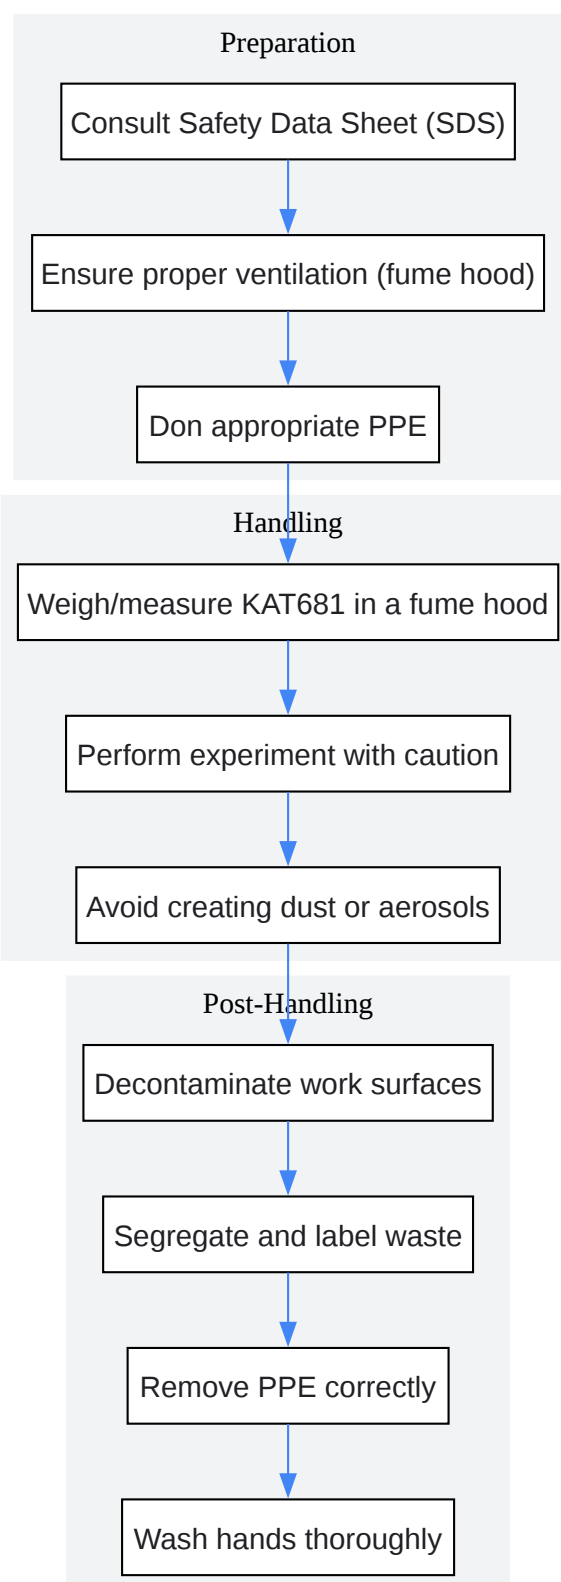 Preparation
Consult Safety Data Sheet (SDS)
Ensure proper ventilation (fume hood)
Don appropriate PPE
Handling
Weigh/measure KAT681 in a fume hood
Perform experiment with caution
Avoid creating dust or aerosols
Post-Handling
Decontaminate work surfaces
Segregate and label waste
Remove PPE correctly
Wash hands thoroughly